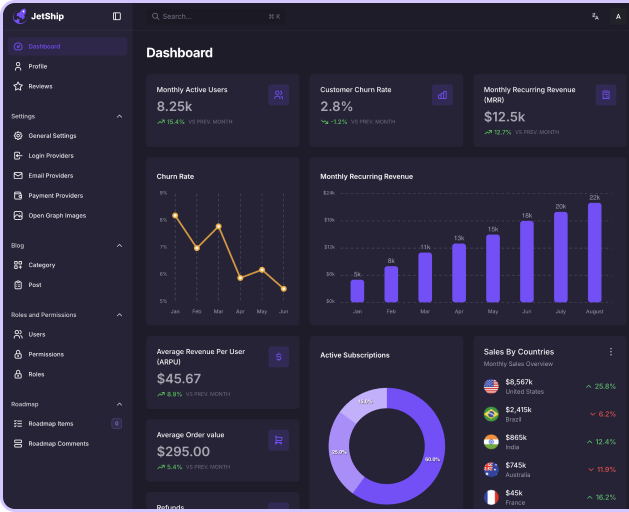 JetShip
Search...
⌘ K
A
Dashboard
Profile
Reviews
Settings
General Settings
Login Providers
Email Providers
Payment Providers
Open Graph Images
Blog
Category
Post
Roles and Permissions
Users
Permissions
Roles
Roadmap
Roadmap Items
0
Roadmap Comments
Dashboard
Monthly Active Users
8.25k
15.4% VS PREV. MONTH
Customer Churn Rate
2.8%
-1.2% VS PREV. MONTH
Monthly Recurring Revenue
(MRR)
$12.5k
12.7% VS PREV. MONTH
Churn Rate
9%
8%
7%
6%
5%
Jan Feb Mar Apr May Jun
Monthly Recurring Revenue
$24k
$18k
$12k
$6k
$0k
5k 8k 11k 13k 15k 18k 20k 22k
Jan Feb Mar Apr May June July August
Average Revenue Per User
(ARPU)
$45.67
8.9% VS PREV. MONTH
Average Order value
$295.00
5.4% VS PREV. MONTH
Refunds
Active Subscriptions
15.0%
25.0%
60.0%
Sales By Countries
Monthly Sales Overview
$8,567k
United States
25.8%
$2,415k
Brazil
6.2%
$865k
India
12.4%
$745k
Australia
11.9%
$45k
France
16.2%